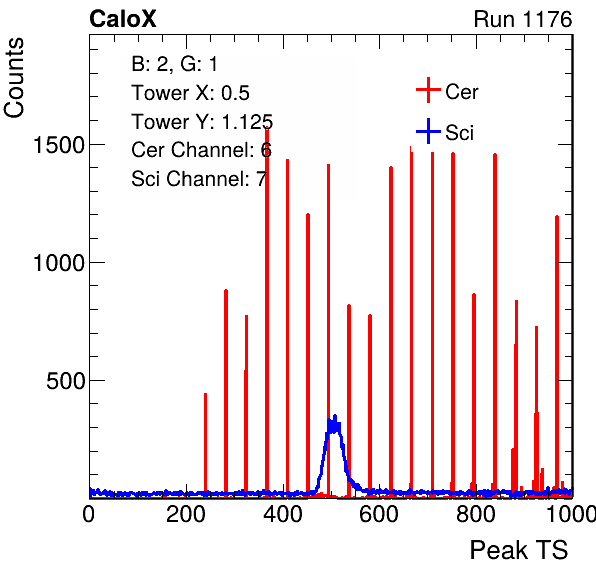 CaloX Run 1176
Counts
B: 2, G: 1
Tower X: 0.5
Tower Y: 1.125
Cer Channel: 6
Sci Channel: 7
Cer
Sci
1500
1000
500
0 200 400 600 800 1000
Peak TS